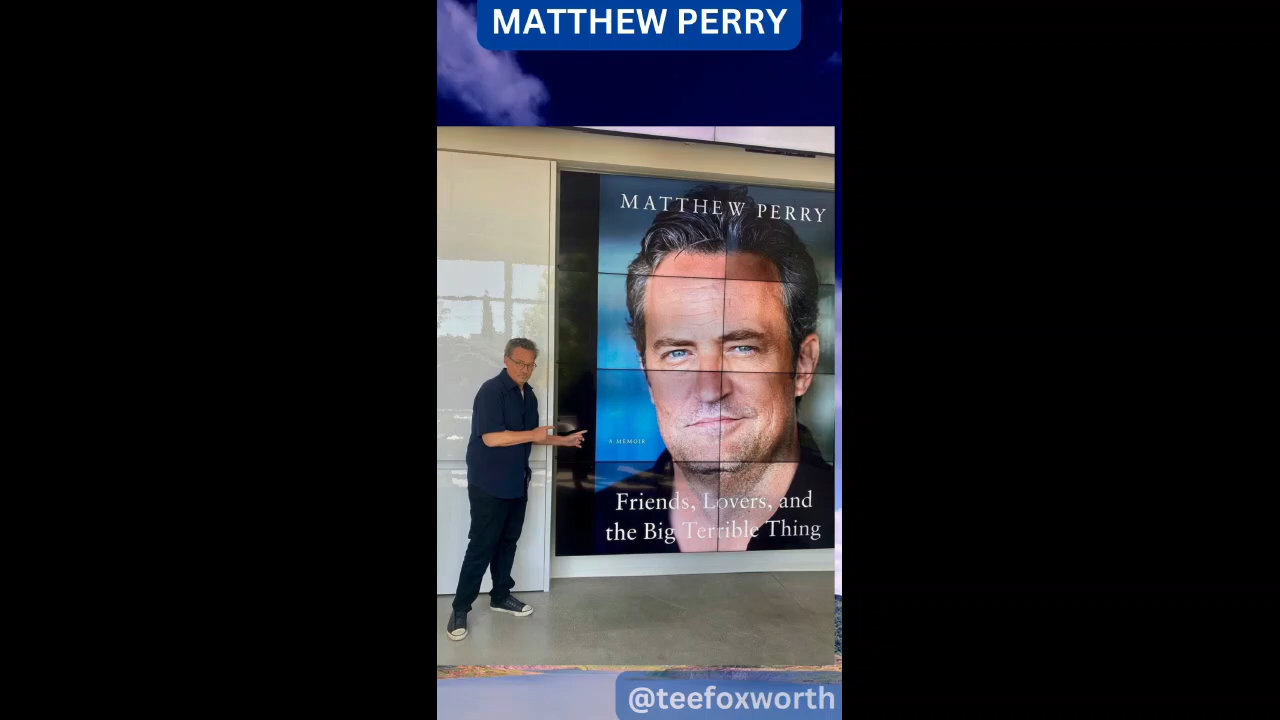 MATTHEW PERRY
MATTHEW PERRY
A MEMOIR
Friends, Lovers, and
the Big Terrible Thing
@teefoxworth